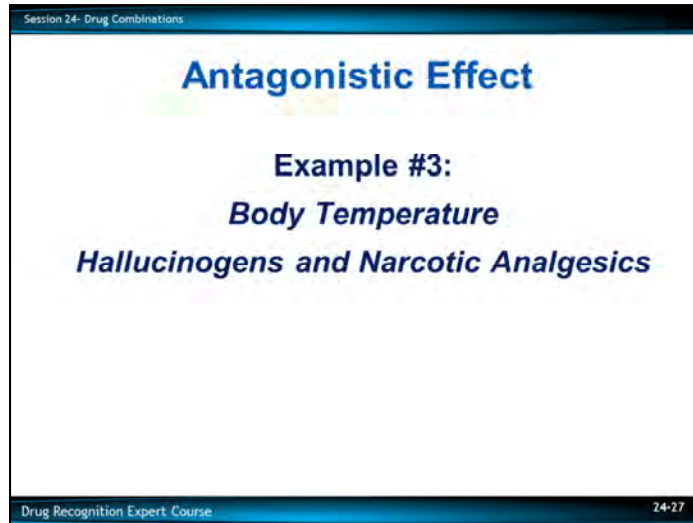 Session 24- Drug Combinations
Antagonistic Effect
Example #3:
Body Temperature
Hallucinogens and Narcotic Analgesics
Drug Recognition Expert Course
24-27